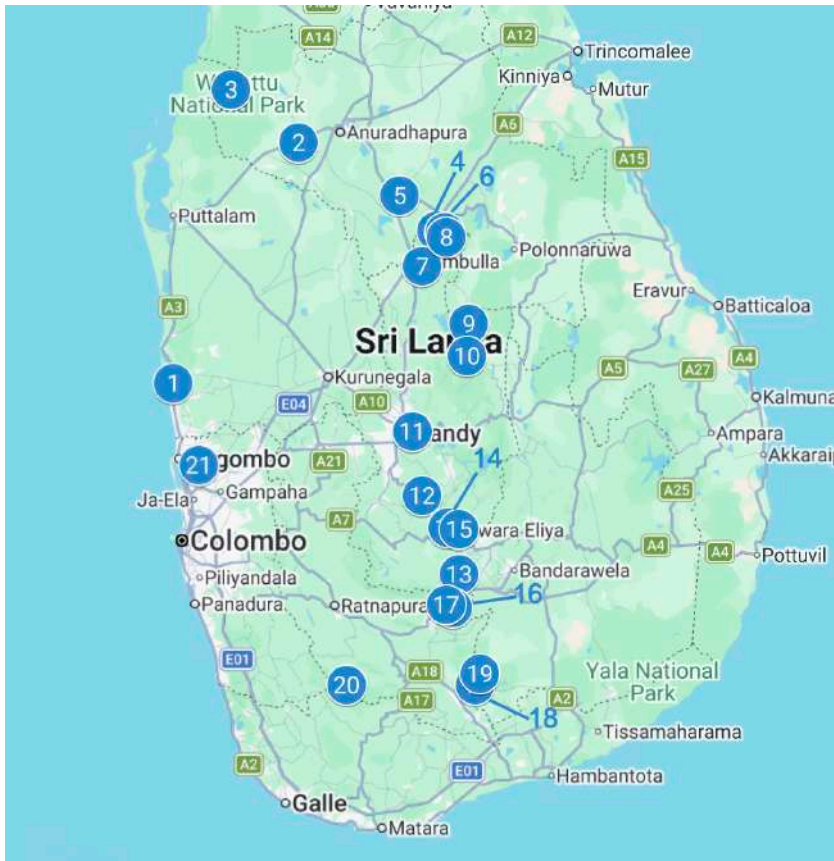 A14
A12
Trincomalee
Kinniya
Mutur
3
National Park
2
Anuradhapura
A6
4
6
A15
5
Puttalam
8
Polonnaruwa
7
Eravur
Batticaloa
A3
9
Sri La
10
A4
1
Kurunegala
A5
A27
E04
A10
Kalmuna
11
andy
Ampara
21
gombo
A21
14
Akkaraip
12
Ja-Ela
Gampaha
A25
A7
15
wara Eliya
Colombo
A4
A4
Pottuvil
13
Bandarawela
Piliyandala
Panadura
Ratnapura
17
16
E01
A18
19
Yala National
Park
20
A17
A2
18
Tissamaharama
A2
E01
Hambantota
Galle
Matara